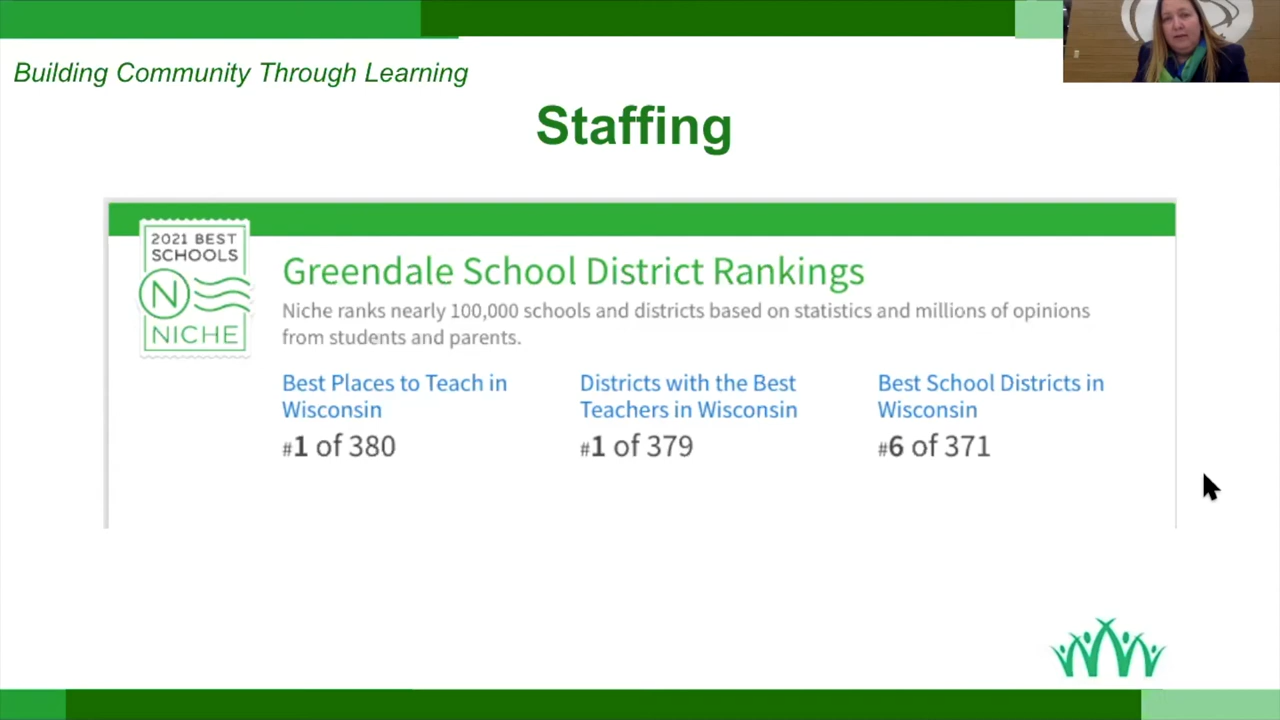 Building Community Through Learning
Staffing
2021 BEST
SCHOOLS
N
NICHE
Greendale School District Rankings
Niche ranks nearly 100,000 schools and districts based on statistics and millions of opinions
from students and parents.
Best Places to Teach in
Wisconsin
#1 of 380
Districts with the Best
Teachers in Wisconsin
#1 of 379
Best School Districts in
Wisconsin
#6 of 371